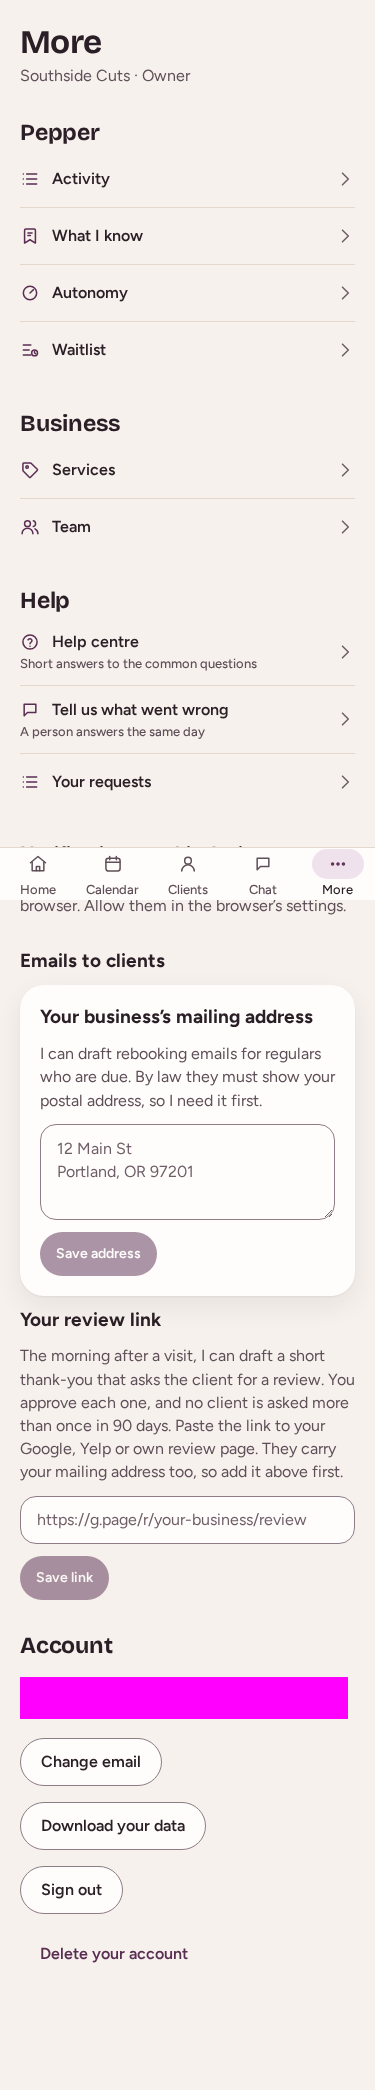 More
Southside Cuts · Owner
Pepper
Activity
What I know
Autonomy
Waitlist
Business
Services
Team
Help
Help centre
Short answers to the common questions
Tell us what went wrong
A person answers the same day
Your requests
Home
Calendar
Clients
Chat
More
browser. Allow them in the browser’s settings.
Emails to clients
Your business’s mailing address
I can draft rebooking emails for regulars
who are due. By law they must show your
postal address, so I need it first.
12 Main St
Portland, OR 97201
Save address
Your review link
The morning after a visit, I can draft a short
thank-you that asks the client for a review. You
approve each one, and no client is asked more
than once in 90 days. Paste the link to your
Google, Yelp or own review page. They carry
your mailing address too, so add it above first.
https://g.page/r/your-business/review
Save link
Account
Change email
Download your data
Sign out
Delete your account